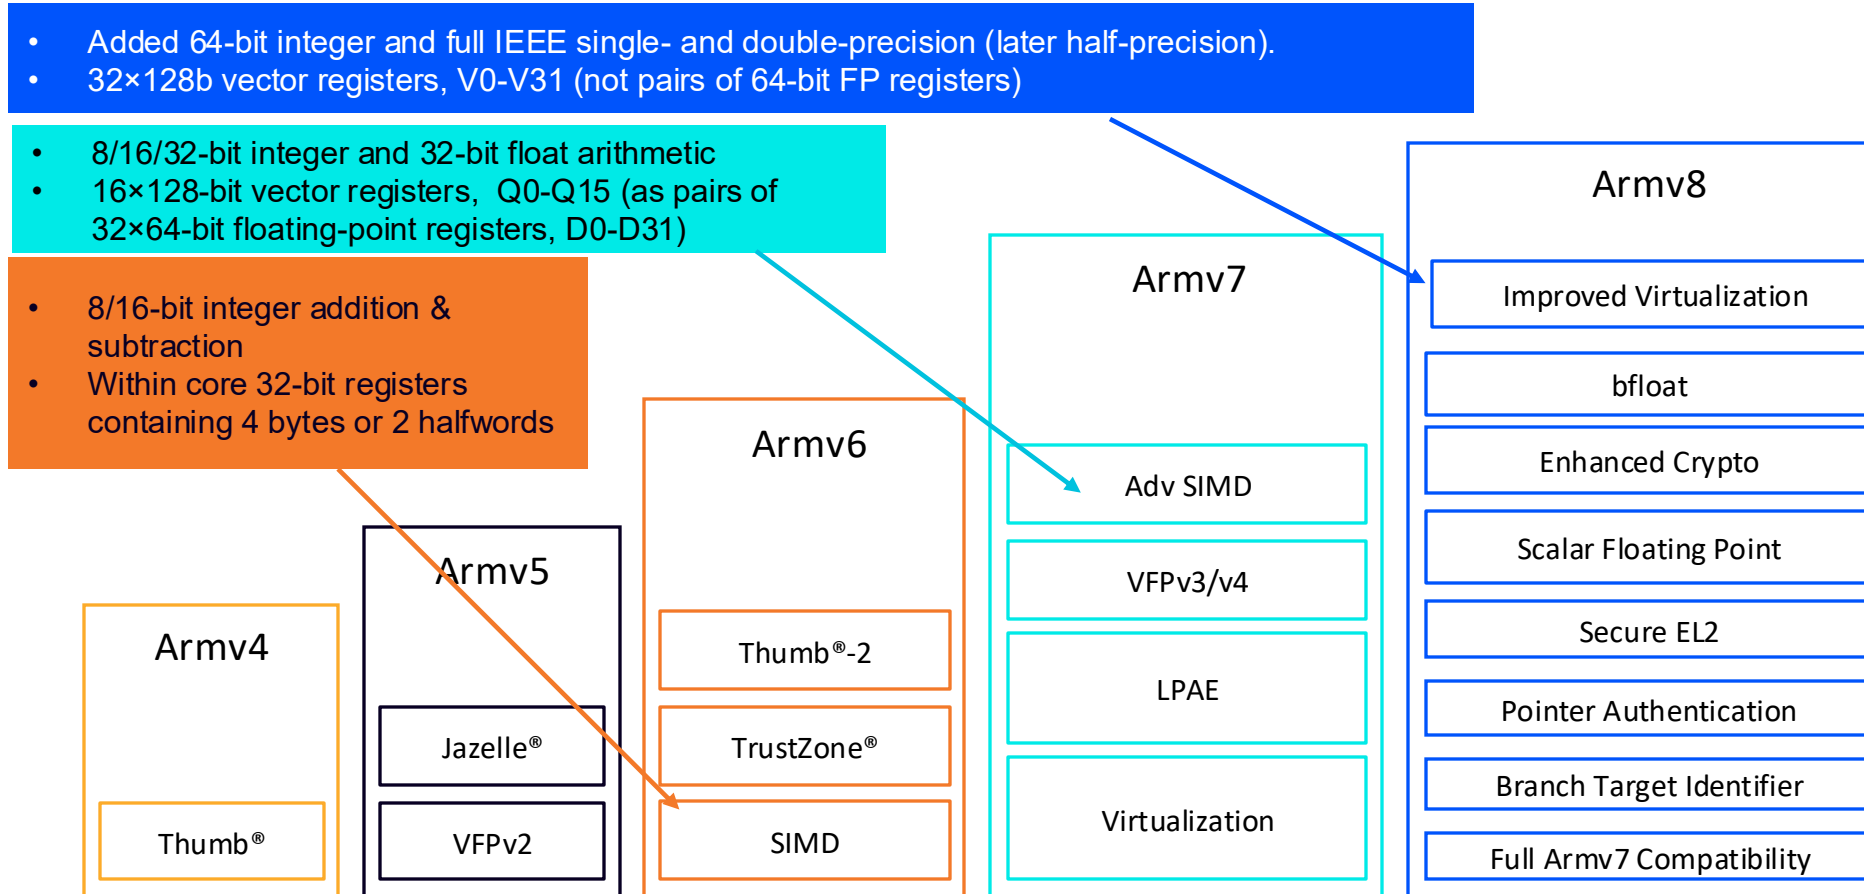 • Added 64-bit integer and full IEEE single- and double-precision (later half-precision).
• 32×128b vector registers, V0-V31 (not pairs of 64-bit FP registers)
• 8/16/32-bit integer and 32-bit float arithmetic
• 16×128-bit vector registers, Q0-Q15 (as pairs of
32×64-bit floating-point registers, D0-D31)
• 8/16-bit integer addition &
subtraction
• Within core 32-bit registers
containing 4 bytes or 2 halfwords
Armv4
Thumb®
Armv5
Jazelle®
VFPv2
Armv6
Thumb®-2
TrustZone®
SIMD
Armv7
Adv SIMD
VFPv3/v4
LPAE
Virtualization
Armv8
Improved Virtualization
bfloat
Enhanced Crypto
Scalar Floating Point
Secure EL2
Pointer Authentication
Branch Target Identifier
Full Armv7 Compatibility